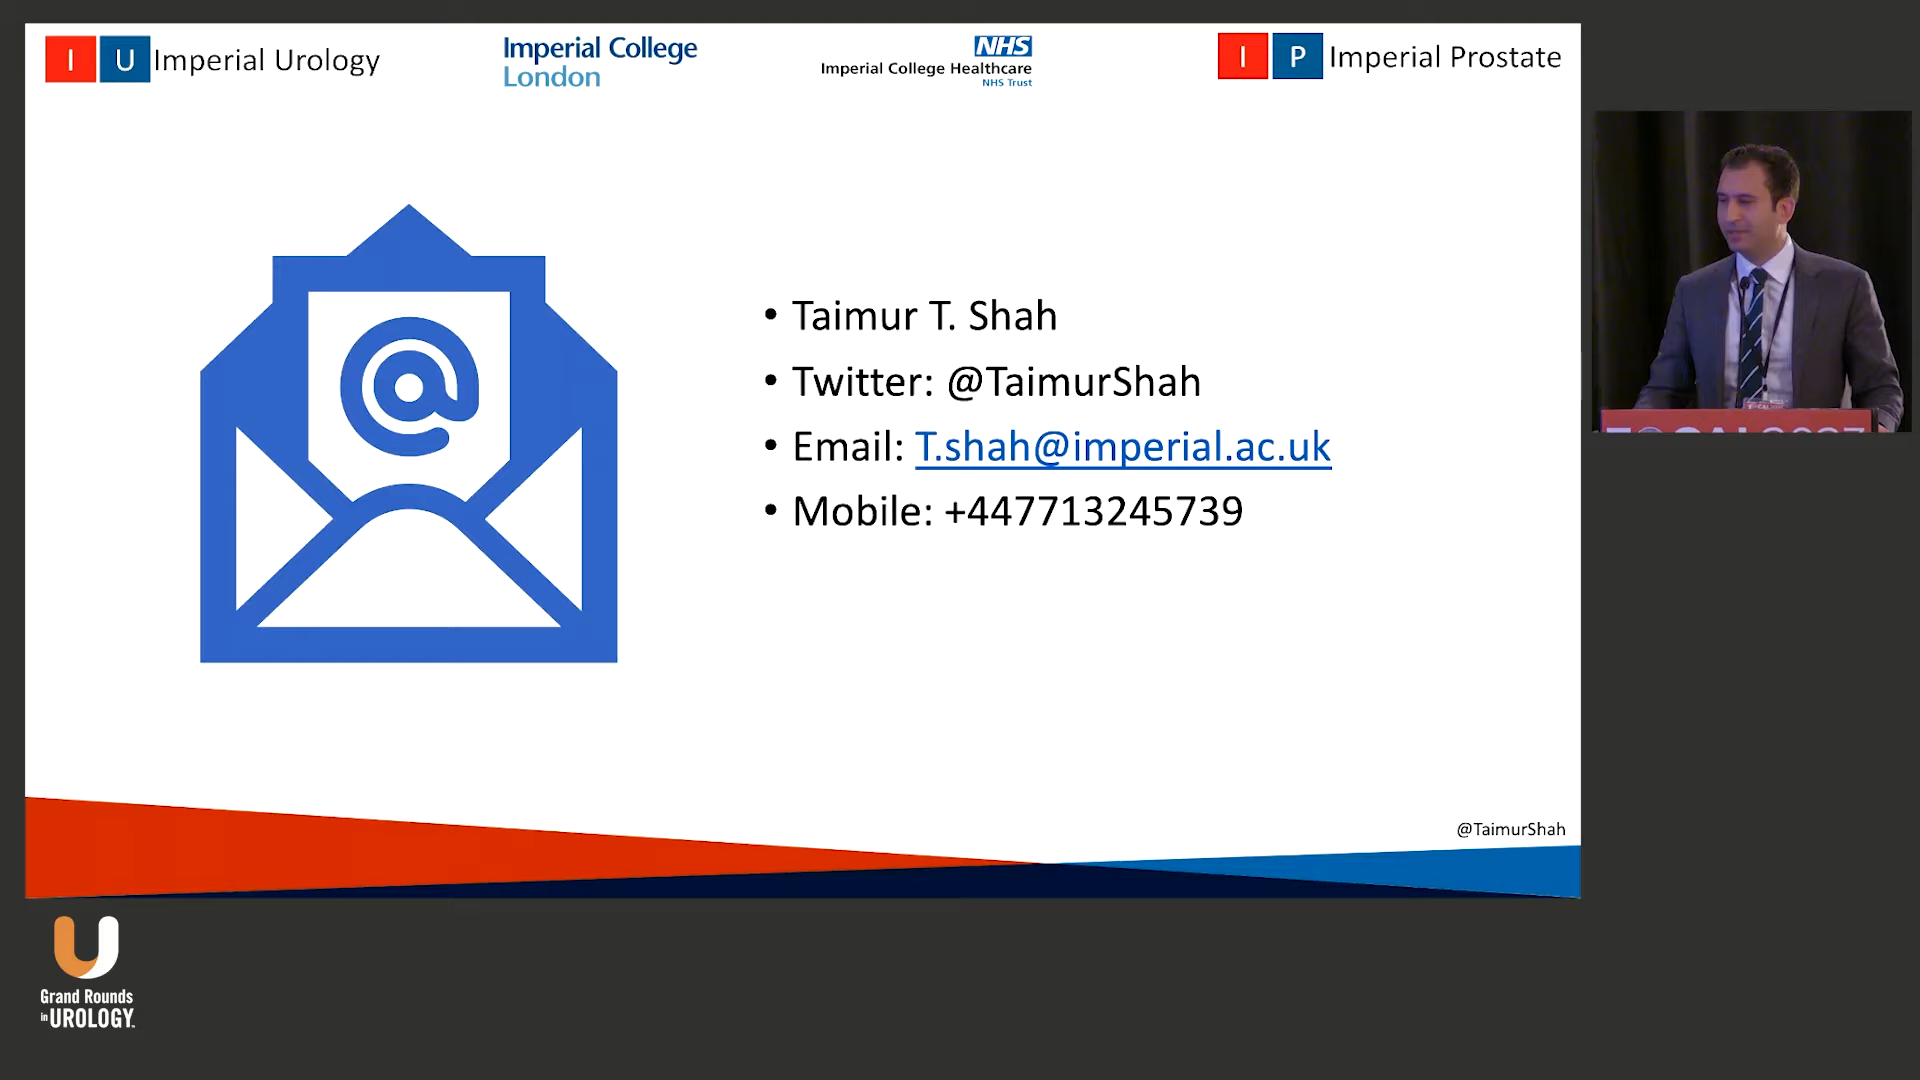 I U Imperial Urology
Imperial College
London
NHS
Imperial College Healthcare
NHS Trust
I P Imperial Prostate
• Taimur T. Shah
• Twitter: @TaimurShah
• Email: T.shah@imperial.ac.uk
• Mobile: +447713245739
@TaimurShah
Grand Rounds
in UROLOGY